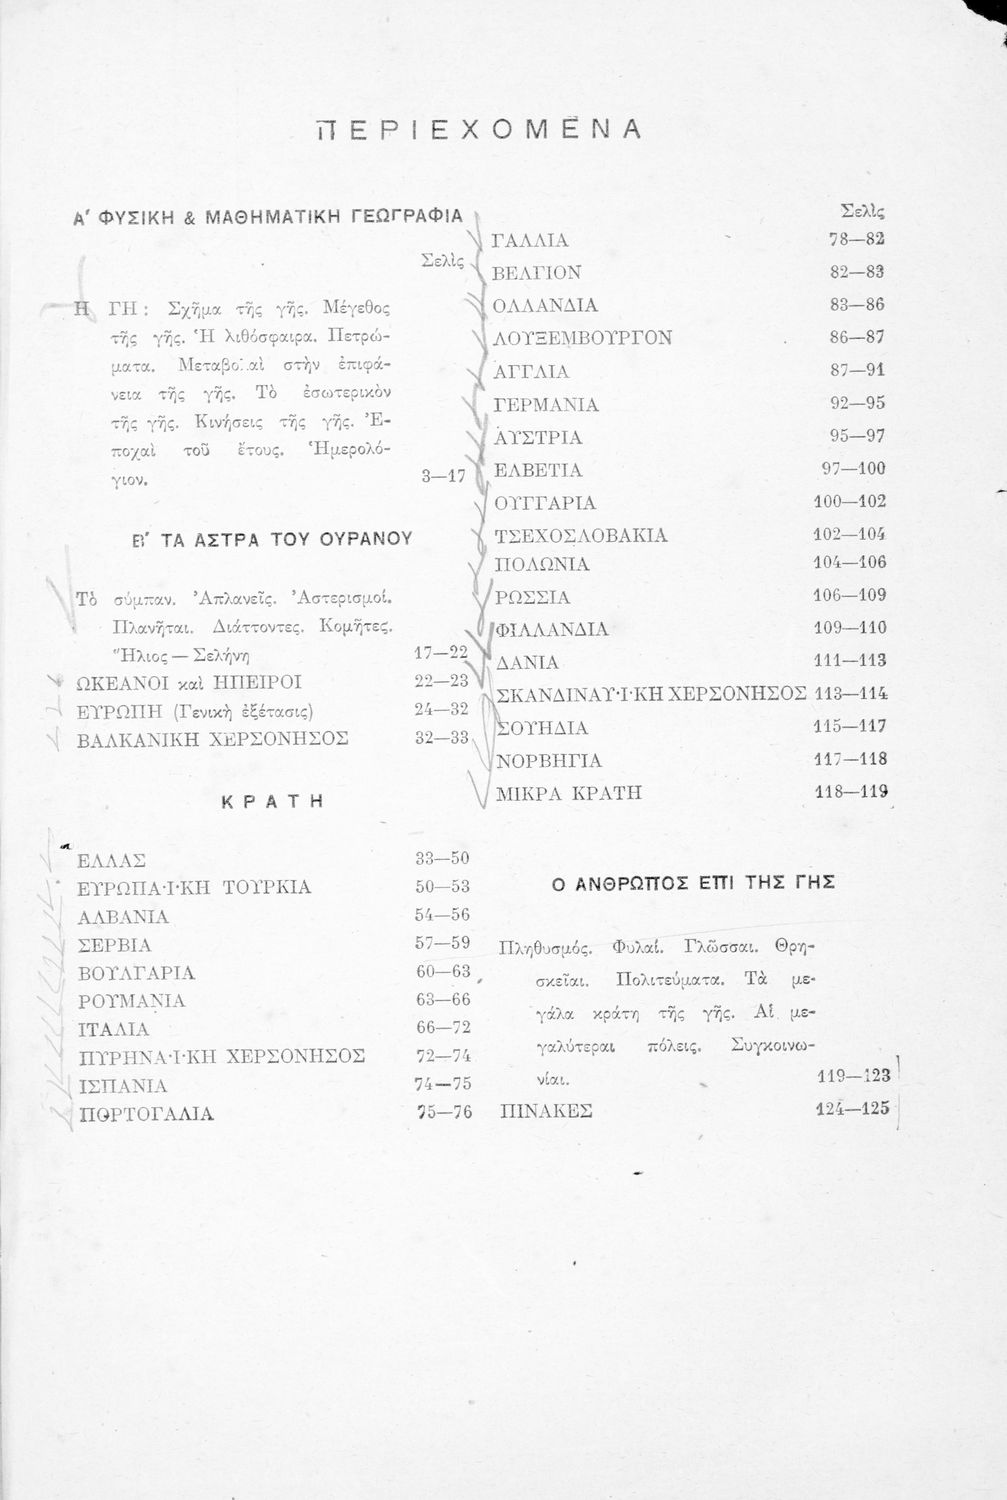 ΠΕΡΙΕΧΟΜΕΝΑ
Α′ ΦΥΣΙΚΗ & ΜΑΘΗΜΑΤΙΚΗ ΓΕΩΓΡΑΦΙΑ
Σελὶς
Η ΓΗ : Σχῆμα τῆς γῆς. Μέγεθος
τῆς γῆς. Ἡ λιθόσφαιρα. Πετρώ-
ματα. Μεταβολαὶ στὴν ἐπιφά-
νεια τῆς γῆς. Τὸ ἐσωτερικὸν
τῆς γῆς. Κινήσεις τῆς γῆς. Ἐ-
ποχαὶ τοῦ ἔτους. Ἡμερολό-
γιον. 3—17
Β′ ΤΑ ΑΣΤΡΑ ΤΟΥ ΟΥΡΑΝΟΥ
Τὸ σύμπαν. Ἀπλανεῖς. Ἀστερισμοί.
Πλανῆται. Διάττοντες. Κομῆτες.
Ἥλιος — Σελήνη 17—22
ΩΚΕΑΝΟΙ καὶ ΗΠΕΙΡΟΙ 22—23
ΕΥΡΩΠΗ (Γενικὴ ἐξέτασις) 24—32
ΒΑΛΚΑΝΙΚΗ ΧΕΡΣΟΝΗΣΟΣ 32—33
ΚΡΑΤΗ
ΕΛΛΑΣ 33—50
ΕΥΡΩΠΑ·Ι·ΚΗ ΤΟΥΡΚΙΑ 50—53
ΑΛΒΑΝΙΑ 54—56
ΣΕΡΒΙΑ 57—59
ΒΟΥΛΓΑΡΙΑ 60—63
ΡΟΥΜΑΝΙΑ 63—66
ΙΤΑΛΙΑ 66—72
ΠΥΡΗΝΑ·Ι·ΚΗ ΧΕΡΣΟΝΗΣΟΣ 72—74
ΙΣΠΑΝΙΑ 74—75
ΠΟΡΤΟΓΑΛΙΑ 75—76
Σελὶς
ΓΑΛΛΙΑ 78—82
ΒΕΛΓΙΟΝ 82—83
ΟΛΛΑΝΔΙΑ 83—86
ΛΟΥΞΕΜΒΟΥΡΓΟΝ 86—87
ΑΓΓΛΙΑ 87—91
ΓΕΡΜΑΝΙΑ 92—95
ΑΥΣΤΡΙΑ 95—97
ΕΛΒΕΤΙΑ 97—100
ΟΥΓΓΑΡΙΑ 100—102
ΤΣΕΧΟΣΛΟΒΑΚΙΑ 102—104
ΠΟΛΩΝΙΑ 104—106
ΡΩΣΣΙΑ 106—109
ΦΙΛΛΑΝΔΙΑ 109—110
ΔΑΝΙΑ 111—113
ΣΚΑΝΔΙΝΑΥ·Ι·ΚΗ ΧΕΡΣΟΝΗΣΟΣ 113—114
ΣΟΥΗΔΙΑ 115—117
ΝΟΡΒΗΓΙΑ 117—118
ΜΙΚΡΑ ΚΡΑΤΗ 118—119
Ο ΑΝΘΡΩΠΟΣ ΕΠΙ ΤΗΣ ΓΗΣ
Πληθυσμός. Φυλαί. Γλῶσσαι. Θρη-
σκεῖαι. Πολιτεύματα. Τὰ με-
γάλα κράτη τῆς γῆς. Αἱ με-
γαλύτεραι πόλεις. Συγκοινω-
νίαι. 119—123
ΠΙΝΑΚΕΣ 124—125